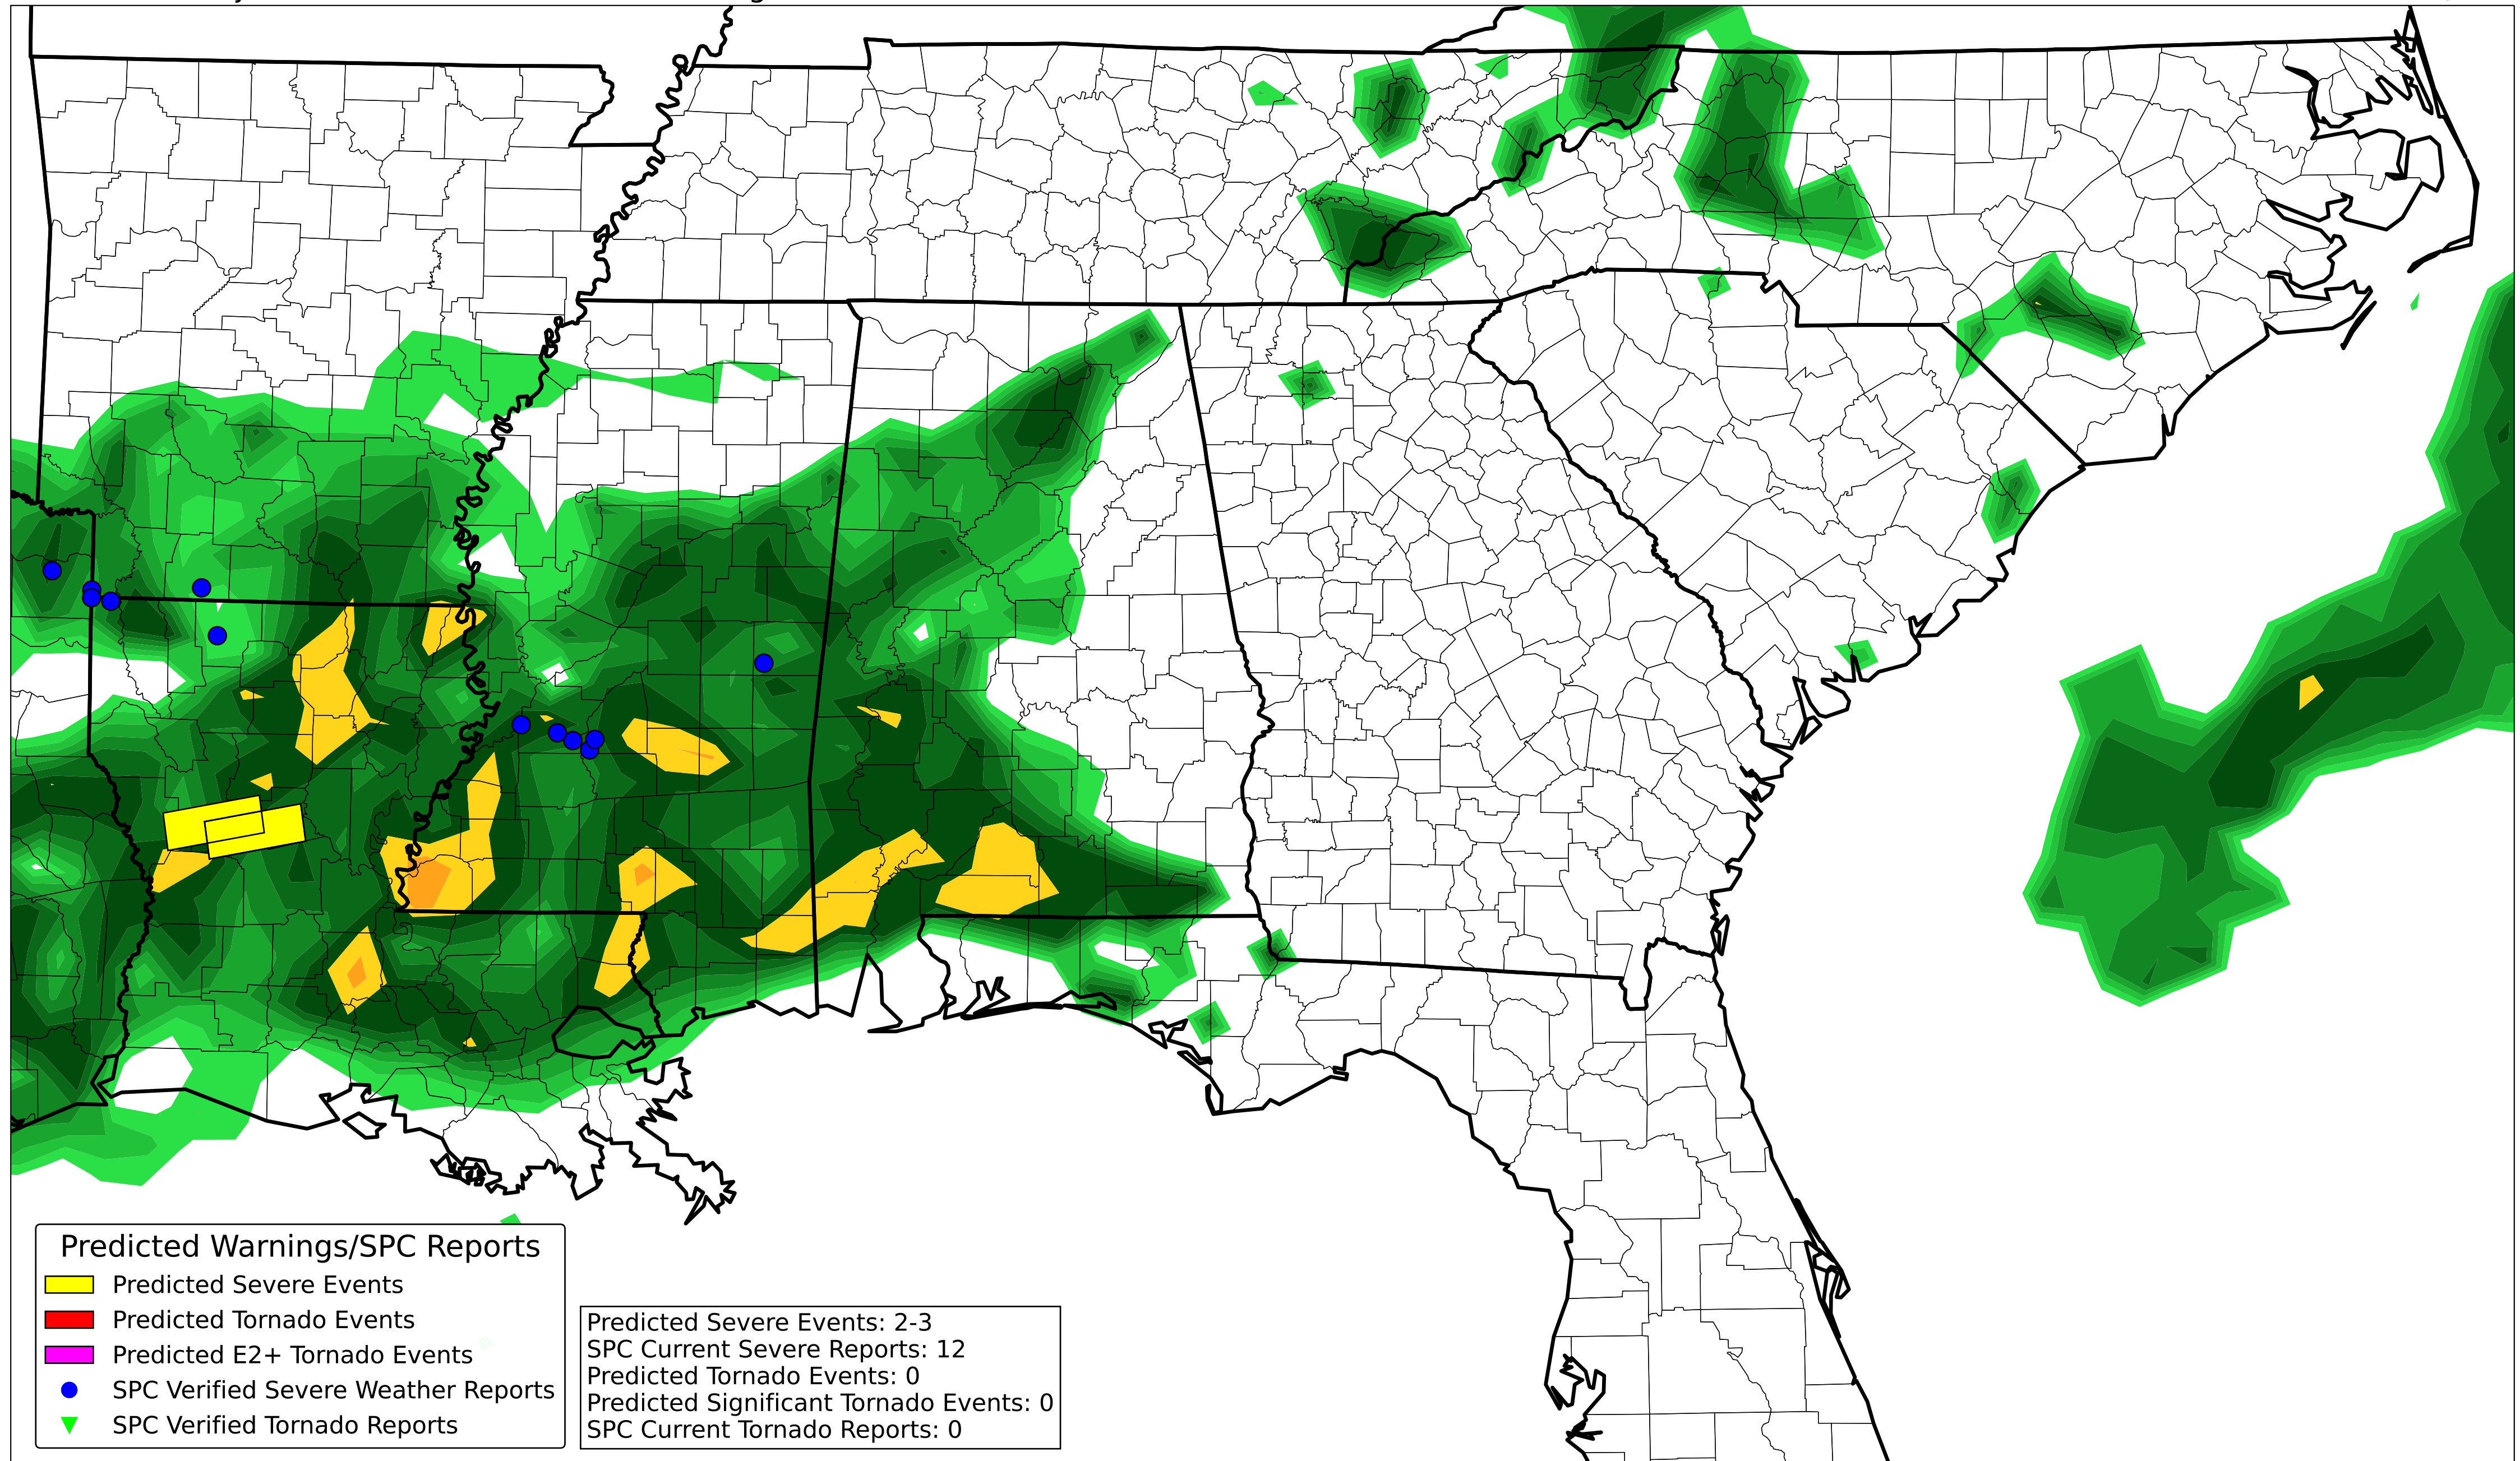 Predicted Warnings/SPC Reports
Predicted Severe Events
Predicted Tornado Events
Predicted E2+ Tornado Events
SPC Verified Severe Weather Reports
SPC Verified Tornado Reports
Predicted Severe Events: 2-3
SPC Current Severe Reports: 12
Predicted Tornado Events: 0
Predicted Significant Tornado Events: 0
SPC Current Tornado Reports: 0